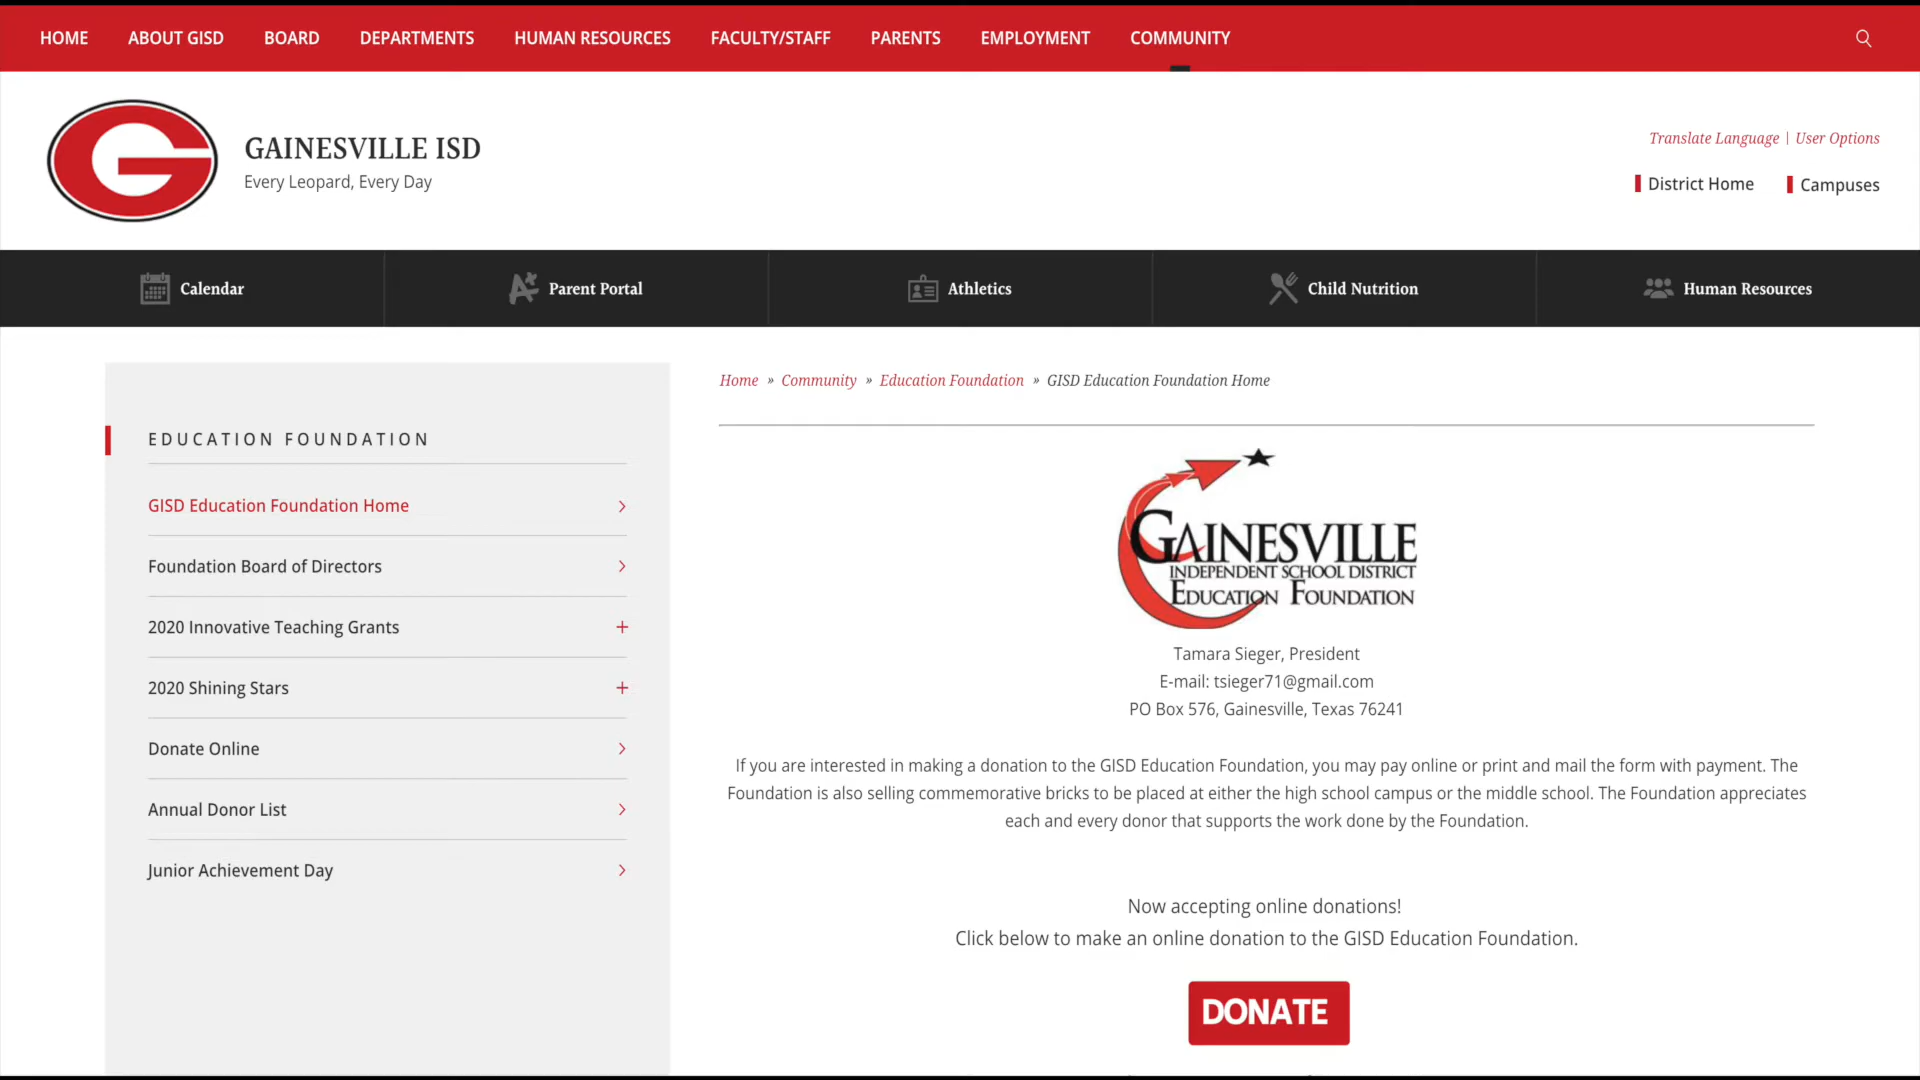 HOME ABOUT GISD BOARD DEPARTMENTS HUMAN RESOURCES FACULTY/STAFF PARENTS EMPLOYMENT COMMUNITY
GAINESVILLE ISD
Every Leopard, Every Day
Translate Language | User Options
District Home Campuses
Calendar Parent Portal Athletics Child Nutrition Human Resources
EDUCATION FOUNDATION
GISD Education Foundation Home
Foundation Board of Directors
2020 Innovative Teaching Grants
2020 Shining Stars
Donate Online
Annual Donor List
Junior Achievement Day
Home » Community » Education Foundation » GISD Education Foundation Home
GAINESVILLE
INDEPENDENT SCHOOL DISTRICT
EDUCATION FOUNDATION
Tamara Sieger, President
E-mail: tsieger71@gmail.com
PO Box 576, Gainesville, Texas 76241
If you are interested in making a donation to the GISD Education Foundation, you may pay online or print and mail the form with payment. The
Foundation is also selling commemorative bricks to be placed at either the high school campus or the middle school. The Foundation appreciates
each and every donor that supports the work done by the Foundation.
Now accepting online donations!
Click below to make an online donation to the GISD Education Foundation.
DONATE